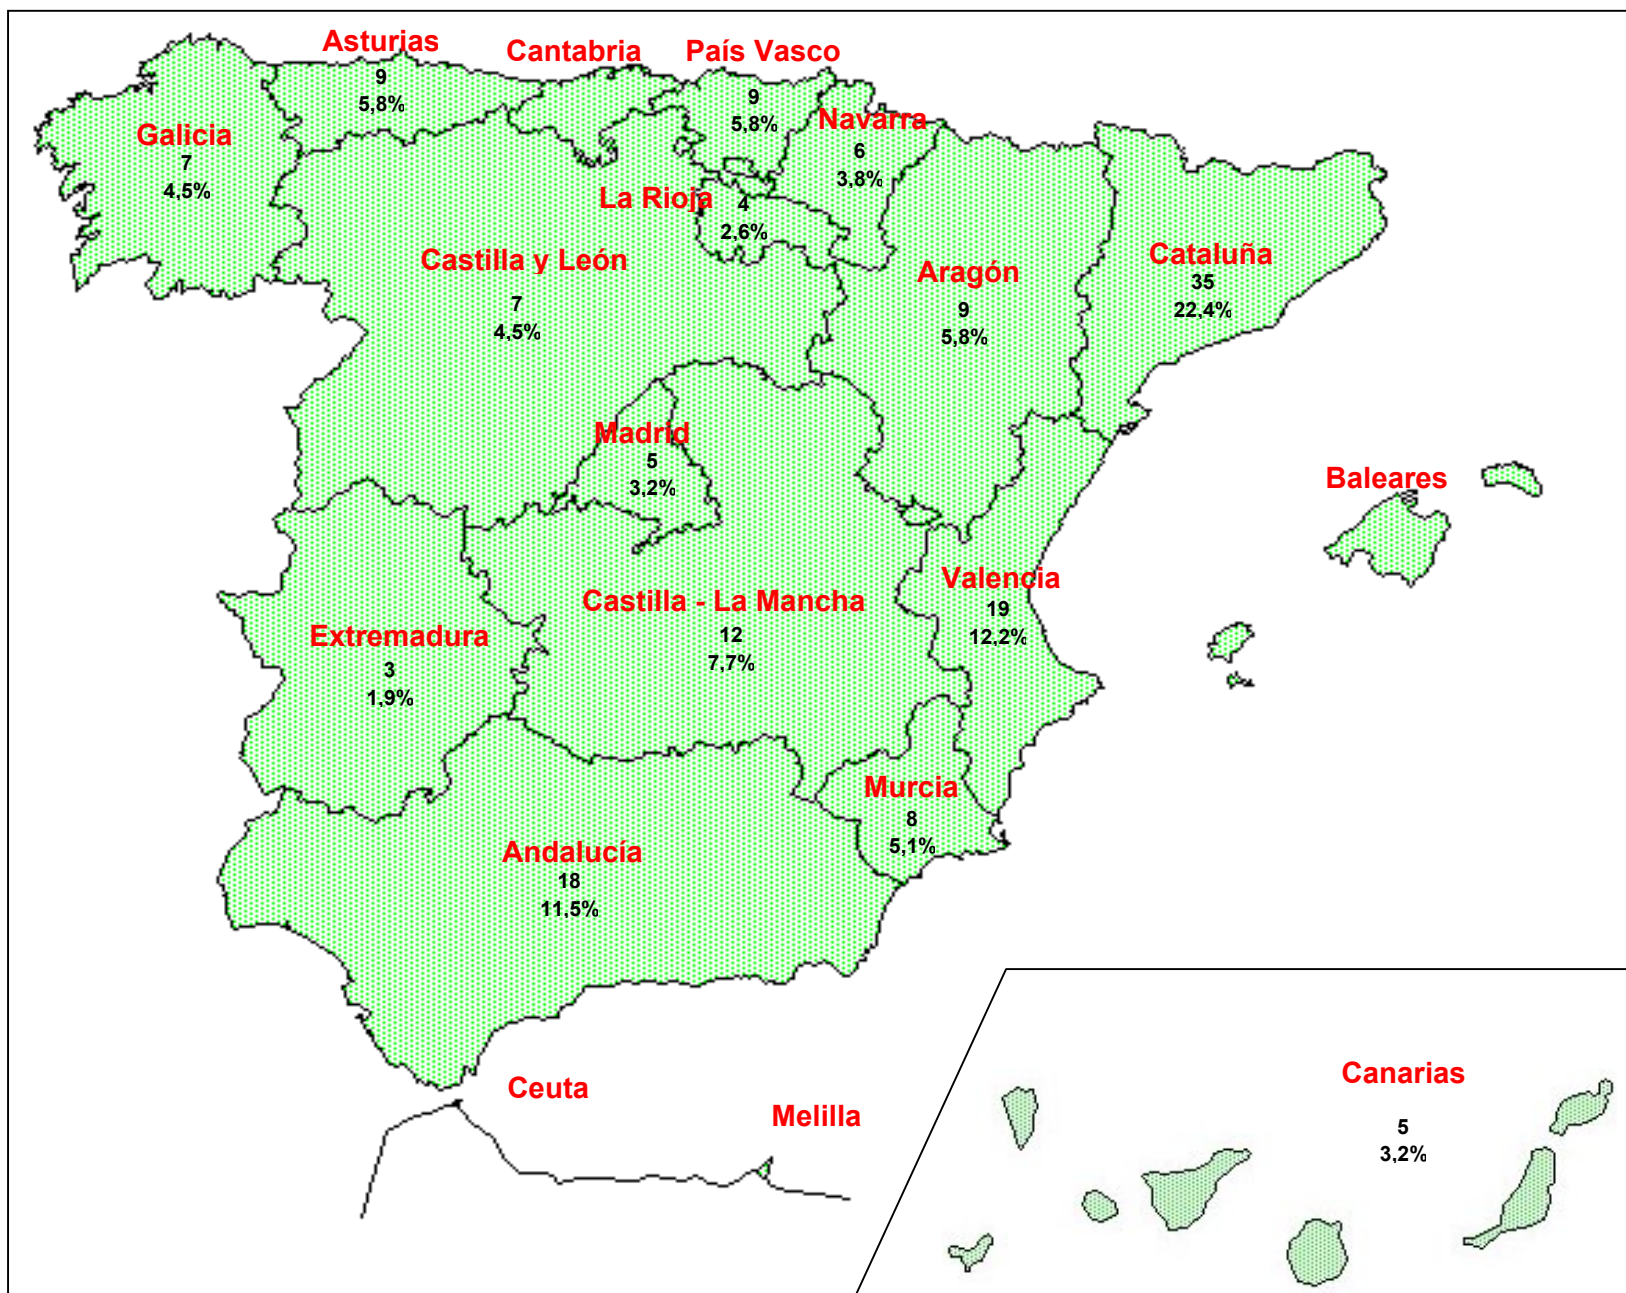 Asturias
9
5,8%
Cantabria
País Vasco
9
5,8%
Navarra
6
3,8%
Galicia
7
4,5%
La Rioja
4
2,6%
Castilla y León
7
4,5%
Aragón
9
5,8%
Cataluña
35
22,4%
Madrid
5
3,2%
Baleares
Valencia
19
12,2%
Castilla - La Mancha
12
7,7%
Extremadura
3
1,9%
Murcia
8
5,1%
Andalucía
18
11,5%
Ceuta
Melilla
Canarias
5
3,2%